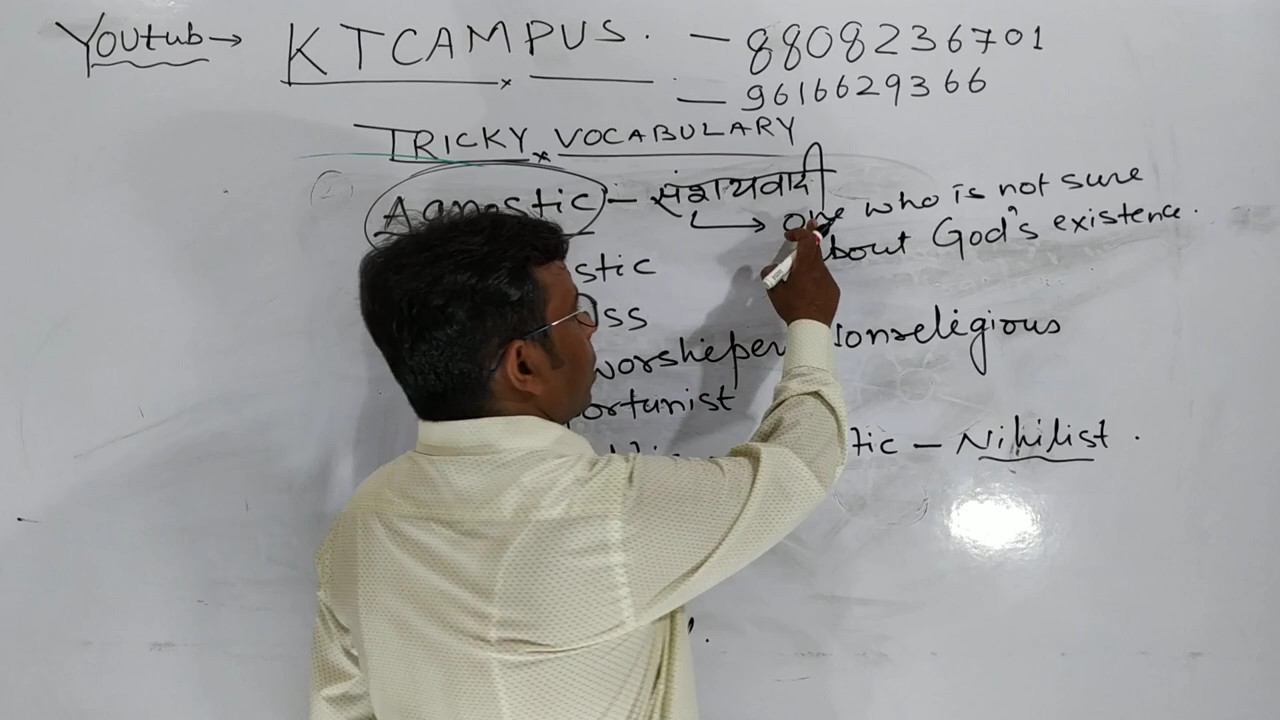 Youtub → KTCAMPUS. - 8808236701
- 9616629366
TRICKY VOCABULARY
Agnostic - संशयवादी
→ one who is not sure
about God's existence.
stic
ss
worsheper Nonreligious
ortunist
tic - Nihilist.